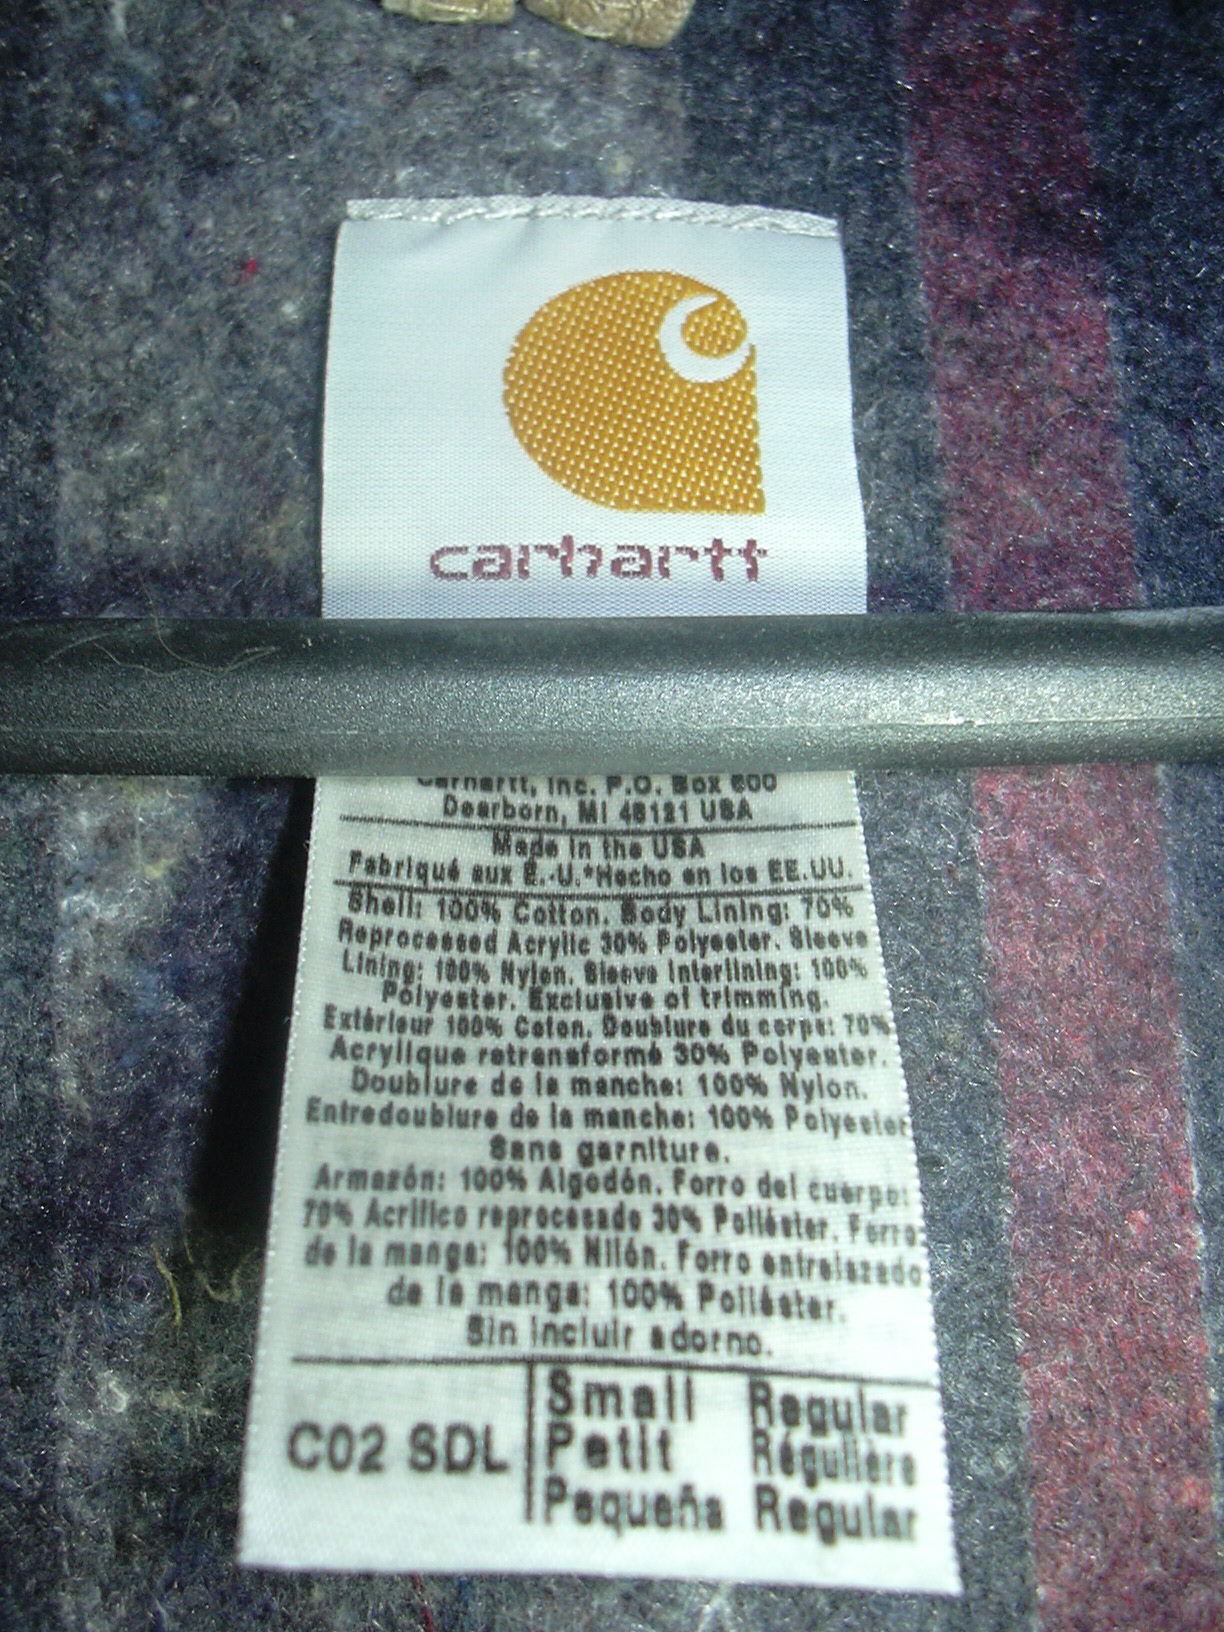 carhartt
Carhartt, Inc. P.O. Box 600
Dearborn, MI 48121 USA
Made in the USA
Fabriqué aux É.-U.*Hecho en los EE.UU.
Shell: 100% Cotton. Body Lining: 70%
Reprocessed Acrylic 30% Polyester. Sleeve
Lining: 100% Nylon. Sleeve Interlining: 100%
Polyester. Exclusive of trimming.
Extérieur 100% Coton. Doublure du corps: 70%
Acrylique retransformé 30% Polyester.
Doublure de la manche: 100% Nylon.
Entredoublure de la manche: 100% Polyester
Sans garniture.
Armazón: 100% Algodón. Forro del cuerpo:
70% Acrílico reprocesado 30% Poliéster. Forro
de la manga: 100% Nilón. Forro entrelazado
de la manga: 100% Poliéster.
Sin incluir adorno.
C02 SDL
Small Regular
Petit Régulière
Pequeña Regular